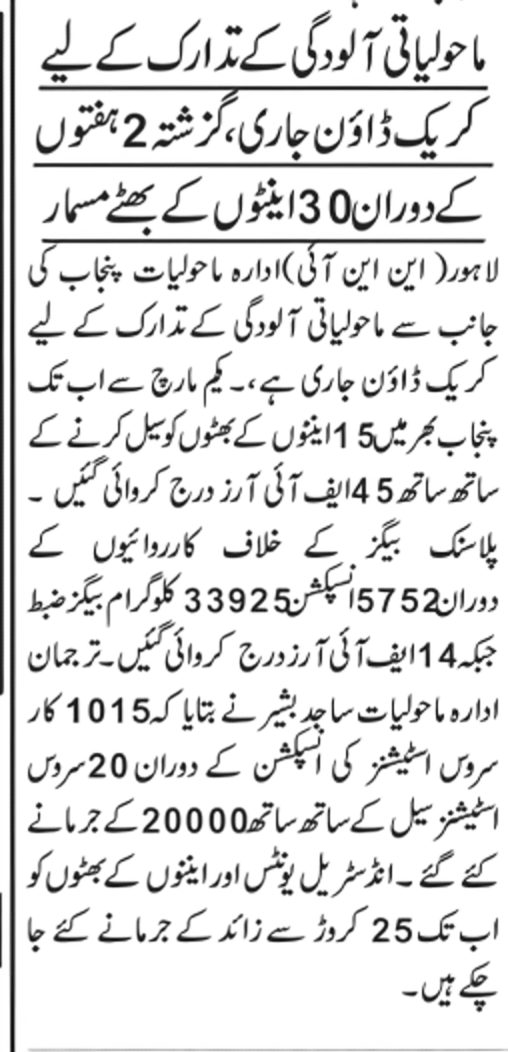 ماحولیاتی آلودگی کے تدارک کے لیے
کریک ڈاؤن جاری، گزشتہ 2 ہفتوں
کے دوران 30 اینٹوں کے بھٹے مسمار
لاہور (این این آئی) ادارہ ماحولیات پنجاب کی
جانب سے ماحولیاتی آلودگی کے تدارک کے لیے
کریک ڈاؤن جاری ہے،۔ یکم مارچ سے اب تک
پنجاب بھر میں 15 اینٹوں کے بھٹوں کو سیل کرنے کے
ساتھ ساتھ 45 ایف آئی آرز درج کروائی گئیں ۔
پلاسٹک بیگز کے خلاف کارروائیوں کے
دوران 5752 انسپکشن 33925 کلوگرام بیگز ضبط
جبکہ 14 ایف آئی آرز درج کروائی گئیں۔ ترجمان
ادارہ ماحولیات ساجد بشیر نے بتایا کہ 1015 کار
سروس اسٹیشنز کی انسپکشن کے دوران 20 سروس
اسٹیشنز سیل کے ساتھ ساتھ 20000 کے جرمانے
کئے گئے ۔ انڈسٹریل یونٹس اور اینٹوں کے بھٹوں کو
اب تک 25 کروڑ سے زائد کے جرمانے کئے جا
چکے ہیں۔